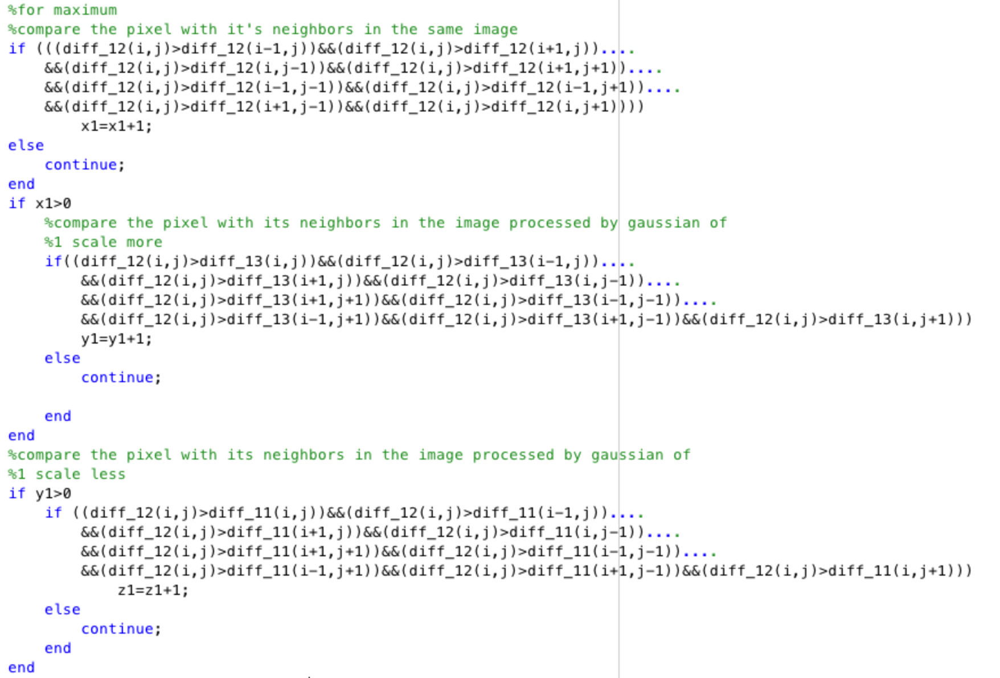 %for maximum
%compare the pixel with it's neighbors in the same image
if (((diff_12(i,j)>diff_12(i-1,j))&&(diff_12(i,j)>diff_12(i+1,j))....
    &&(diff_12(i,j)>diff_12(i,j-1))&&(diff_12(i,j)>diff_12(i+1,j+1))....
    &&(diff_12(i,j)>diff_12(i-1,j-1))&&(diff_12(i,j)>diff_12(i-1,j+1))....
    &&(diff_12(i,j)>diff_12(i+1,j-1))&&(diff_12(i,j)>diff_12(i,j+1))))
        x1=x1+1;
else
    continue;
end
if x1>0
    %compare the pixel with its neighbors in the image processed by gaussian of
    %1 scale more
    if((diff_12(i,j)>diff_13(i,j))&&(diff_12(i,j)>diff_13(i-1,j))....
        &&(diff_12(i,j)>diff_13(i+1,j))&&(diff_12(i,j)>diff_13(i,j-1))....
        &&(diff_12(i,j)>diff_13(i+1,j+1))&&(diff_12(i,j)>diff_13(i-1,j-1))....
        &&(diff_12(i,j)>diff_13(i-1,j+1))&&(diff_12(i,j)>diff_13(i+1,j-1))&&(diff_12(i,j)>diff_13(i,j+1)))
        y1=y1+1;
    else
        continue;
    end
end
%compare the pixel with its neighbors in the image processed by gaussian of
%1 scale less
if y1>0
    if ((diff_12(i,j)>diff_11(i,j))&&(diff_12(i,j)>diff_11(i-1,j))....
        &&(diff_12(i,j)>diff_11(i+1,j))&&(diff_12(i,j)>diff_11(i,j-1))....
        &&(diff_12(i,j)>diff_11(i+1,j+1))&&(diff_12(i,j)>diff_11(i-1,j-1))....
        &&(diff_12(i,j)>diff_11(i-1,j+1))&&(diff_12(i,j)>diff_11(i+1,j-1))&&(diff_12(i,j)>diff_11(i,j+1)))
            z1=z1+1;
    else
        continue;
    end
end